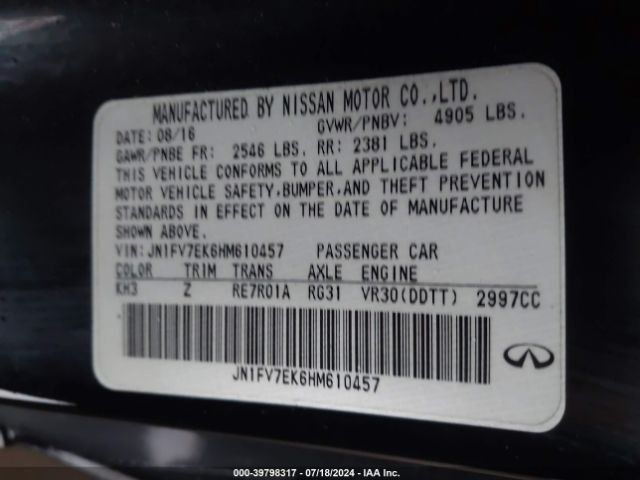 MANUFACTURED BY NISSAN MOTOR CO.,LTD.
DATE: 08/16 GVWR/PNBV: 4905 LBS.
GAWR/PNBE FR: 2546 LBS. RR: 2381 LBS.
THIS VEHICLE CONFORMS TO ALL APPLICABLE FEDERAL
MOTOR VEHICLE SAFETY,BUMPER,AND THEFT PREVENTION
STANDARDS IN EFFECT ON THE DATE OF MANUFACTURE
SHOWN ABOVE.
VIN:JN1FV7EK6HM610457 PASSENGER CAR
COLOR TRIM TRANS AXLE ENGINE
KH3 Z RE7R01A RG31 VR30(DDTT) 2997CC
JN1FV7EK6HM610457
000-39798317 - 07/18/2024 - IAA Inc.